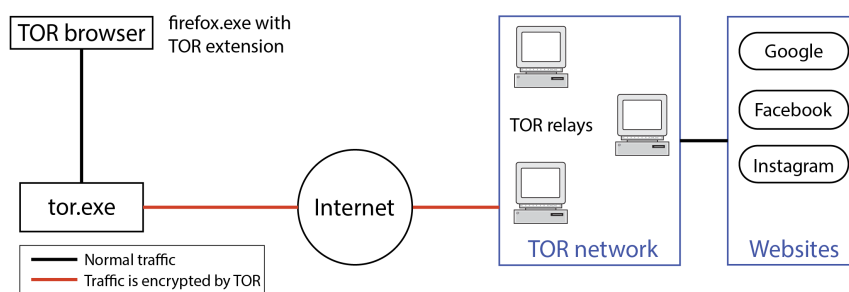 TOR browser
firefox.exe with
TOR extension
tor.exe
Internet
TOR relays
TOR network
Google
Facebook
Instagram
Websites
Normal traffic
Traffic is encrypted by TOR